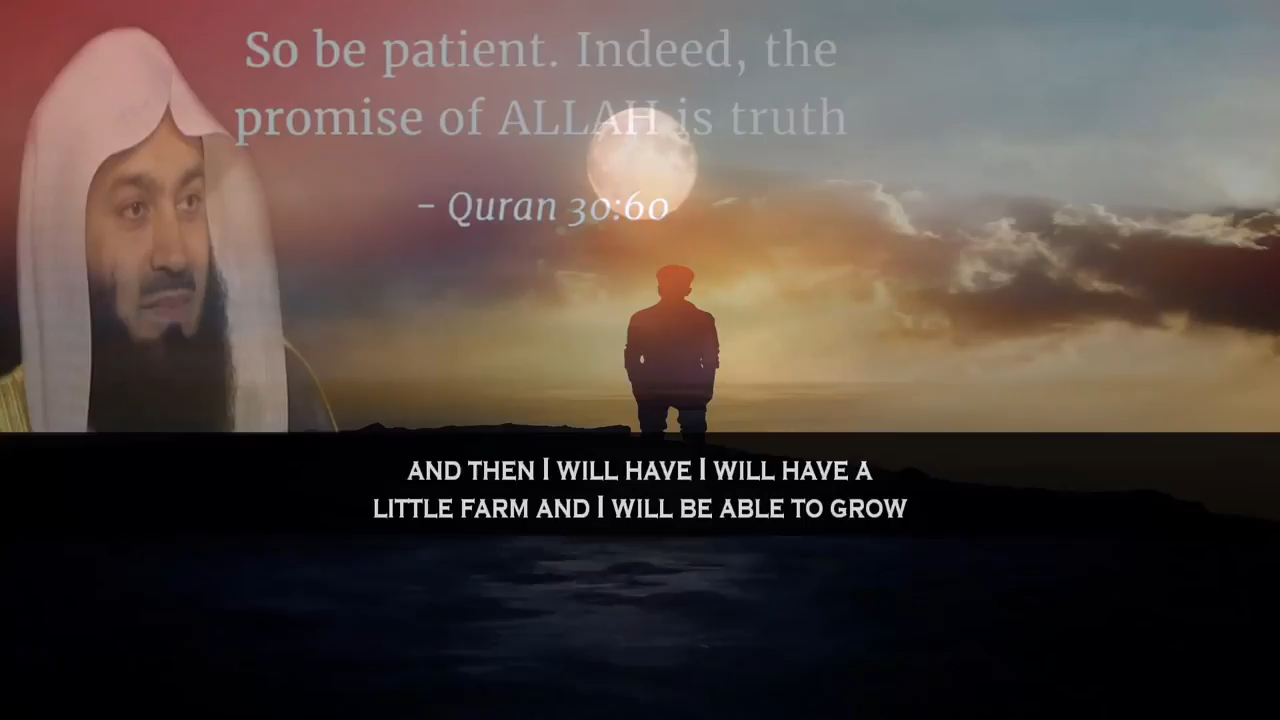 So be patient. Indeed, the
promise of ALLAH is truth
– Quran 30:60
AND THEN I WILL HAVE I WILL HAVE A
LITTLE FARM AND I WILL BE ABLE TO GROW